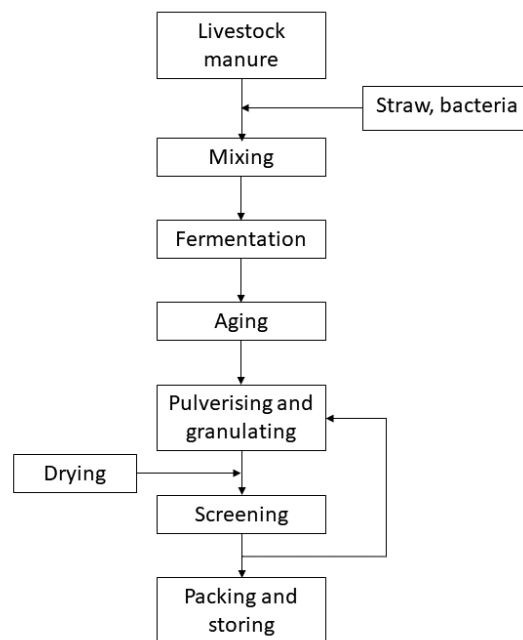 Livestock
manure
Straw, bacteria
Mixing
Fermentation
Aging
Pulverising and
granulating
Drying
Screening
Packing and
storing